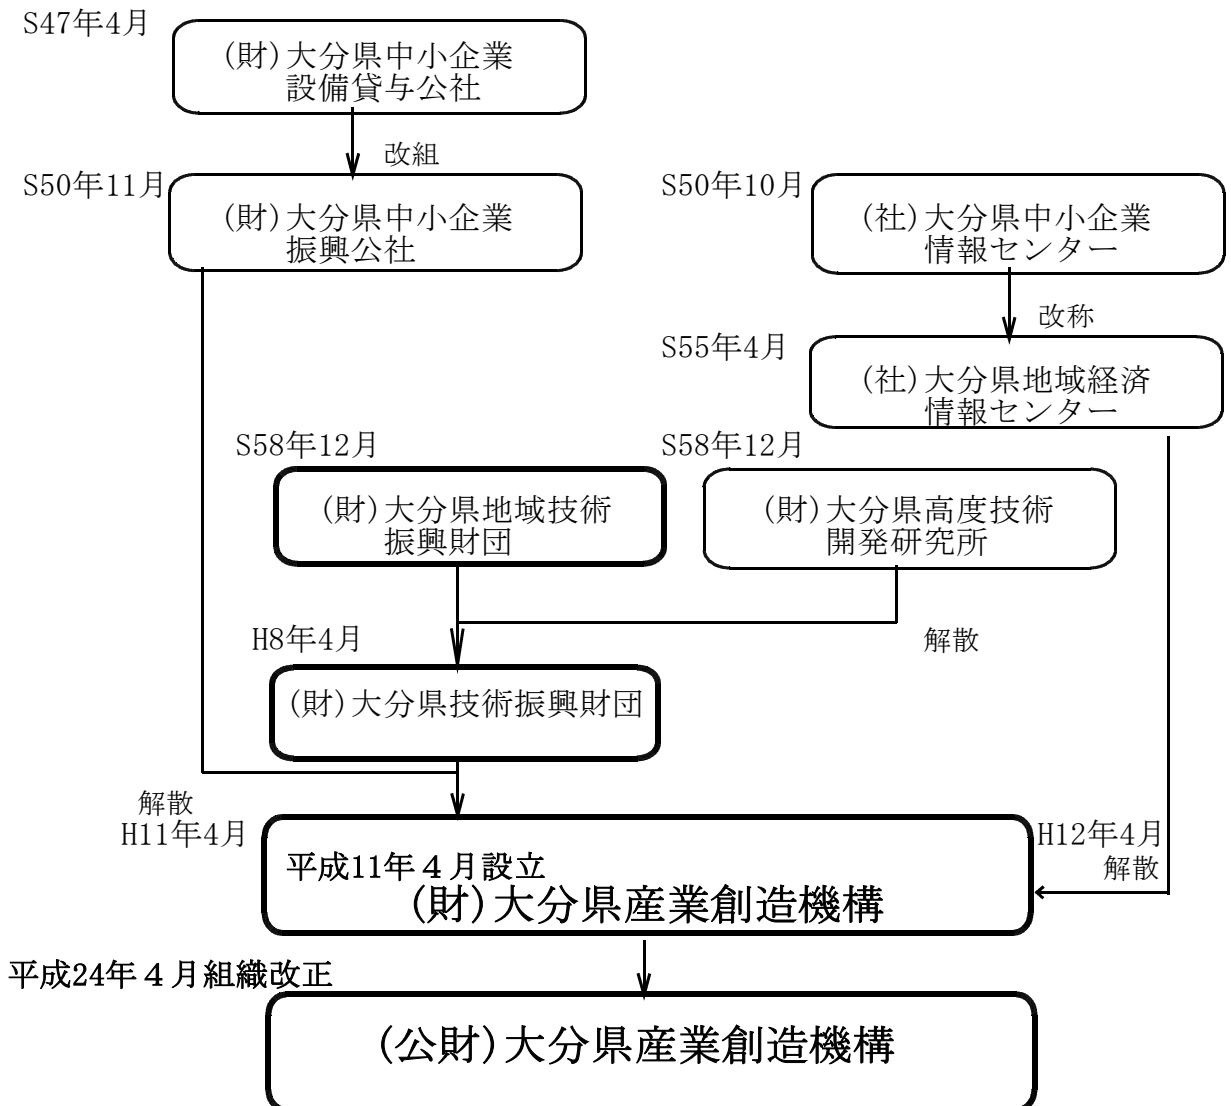 S47年4月
(財)大分県中小企業
設備貸与公社
改組
S50年11月
(財)大分県中小企業
振興公社
S50年10月
(社)大分県中小企業
情報センター
改称
S55年4月
(社)大分県地域経済
情報センター
S58年12月
(財)大分県地域技術
振興財団
S58年12月
(財)大分県高度技術
開発研究所
解散
H8年4月
(財)大分県技術振興財団
解散
H11年4月
平成11年４月設立
(財)大分県産業創造機構
H12年4月
解散
平成24年４月組織改正
(公財)大分県産業創造機構